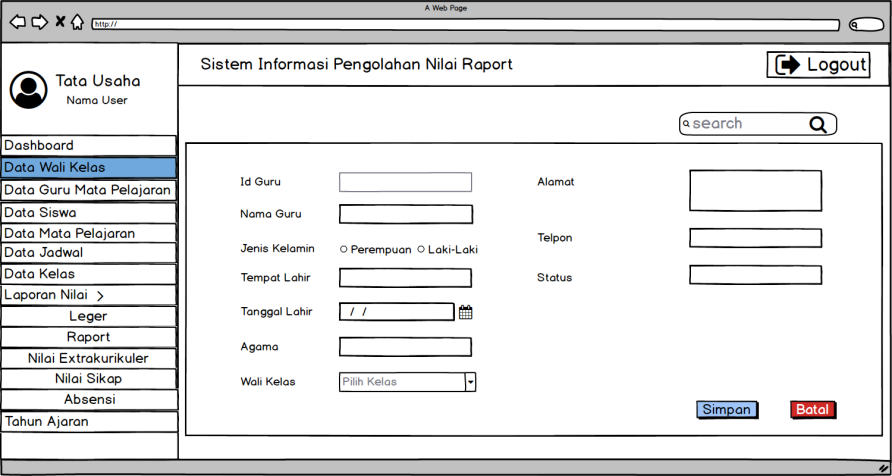 A Web Page
http://
Tata Usaha
Nama User
Sistem Informasi Pengolahan Nilai Raport
Logout
search
Dashboard
Data Wali Kelas
Data Guru Mata Pelajaran
Data Siswa
Data Mata Pelajaran
Data Jadwal
Data Kelas
Laporan Nilai >
Leger
Raport
Nilai Extrakurikuler
Nilai Sikap
Absensi
Tahun Ajaran
Id Guru
Nama Guru
Jenis Kelamin Perempuan Laki-Laki
Tempat Lahir
Tanggal Lahir / /
Agama
Wali Kelas Pilih Kelas
Alamat
Telpon
Status
Simpan Batal